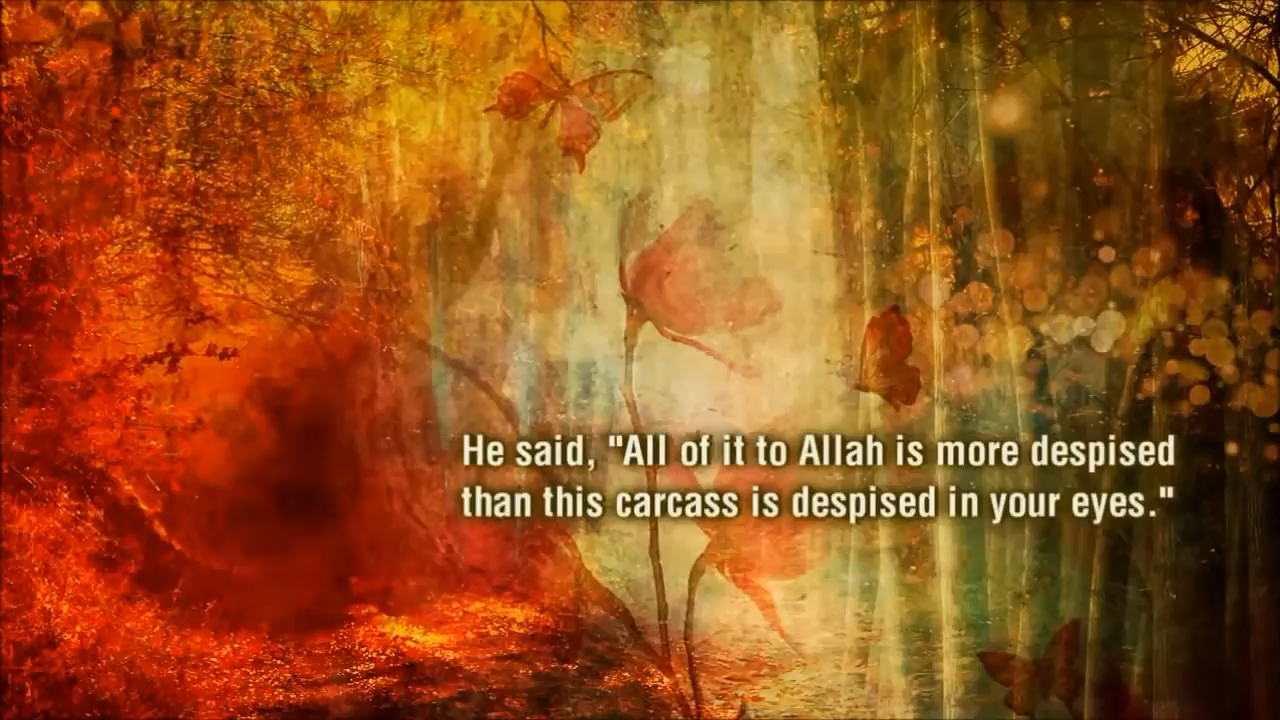 He said, "All of it to Allah is more despised
than this carcass is despised in your eyes."